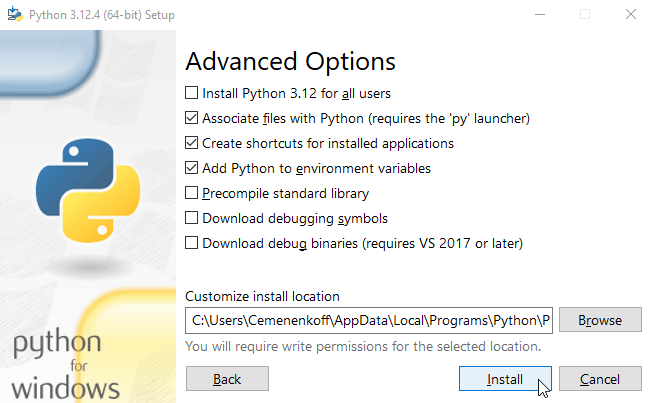 Python 3.12.4 (64-bit) Setup
Advanced Options
Install Python 3.12 for all users
Associate files with Python (requires the 'py' launcher)
Create shortcuts for installed applications
Add Python to environment variables
Precompile standard library
Download debugging symbols
Download debug binaries (requires VS 2017 or later)
Customize install location
C:\Users\Cemenenkoff\AppData\Local\Programs\Python\P
Browse
You will require write permissions for the selected location.
python
for
windows
Back
Install
Cancel